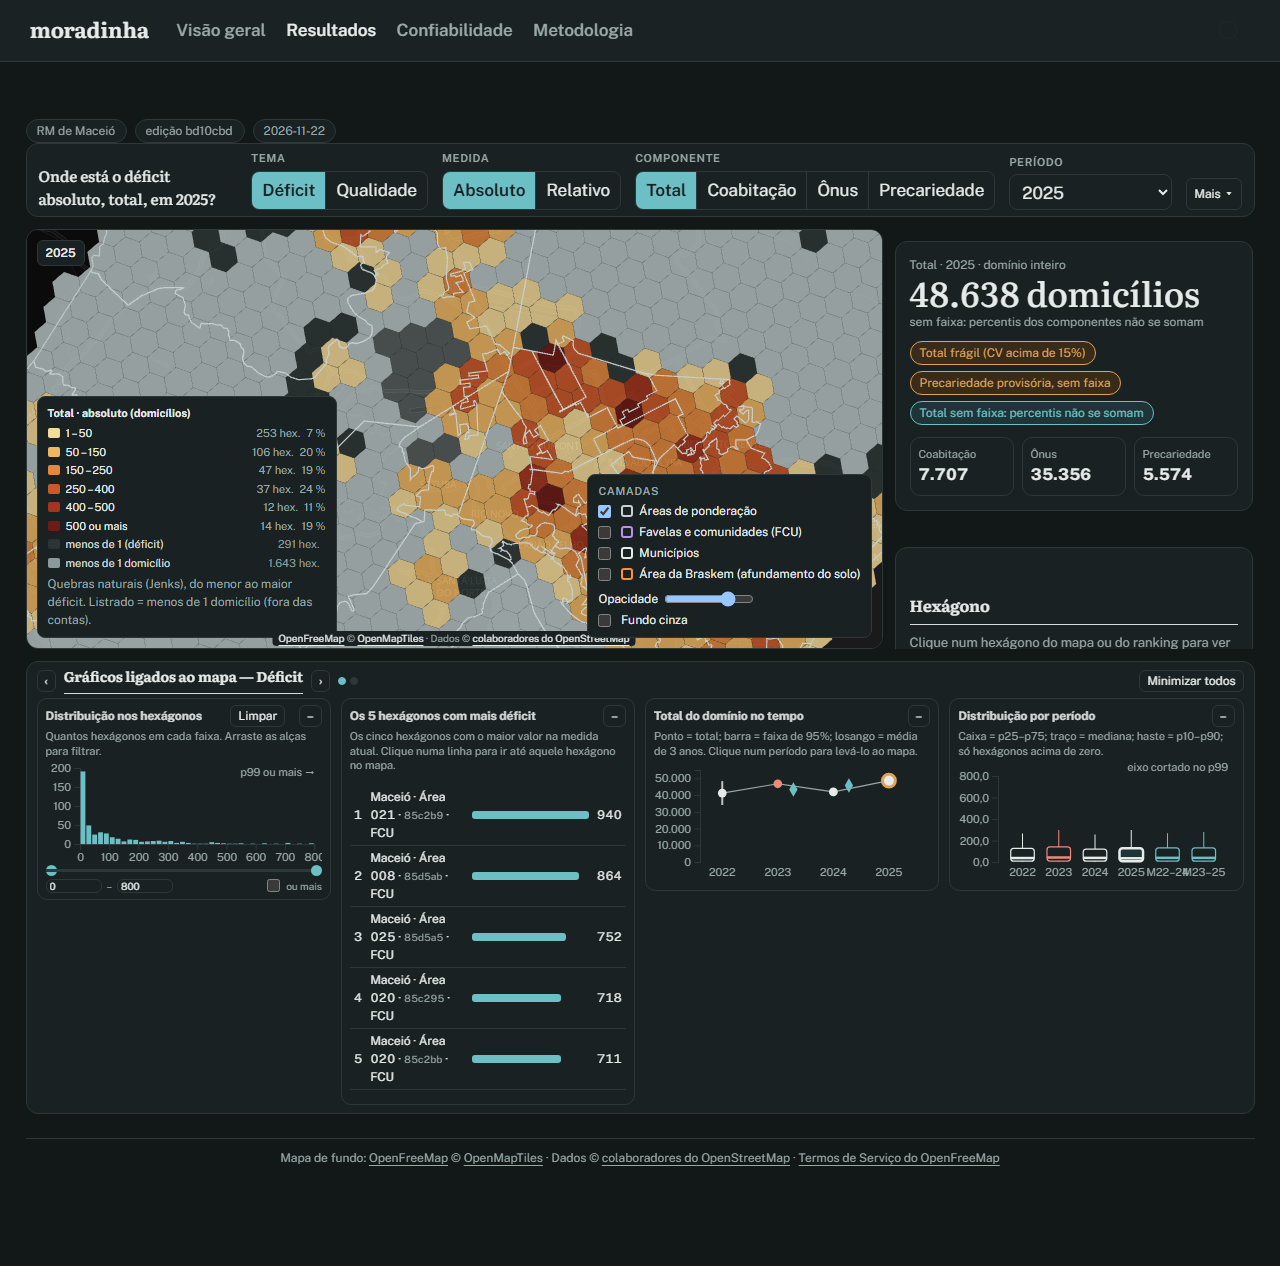 moradinha
Visão geral
Resultados
Confiabilidade
Metodologia
RM de Maceió
edição bd10cbd
2026-11-22
Onde está o déficit
absoluto, total, em 2025?
TEMA
Déficit
Qualidade
MEDIDA
Absoluto
Relativo
COMPONENTE
Total
Coabitação
Ônus
Precariedade
PERÍODO
2025
Mais
2025
Total · absoluto (domicílios)
1–50 253 hex. 7 %
50–150 106 hex. 20 %
150–250 47 hex. 19 %
250–400 37 hex. 24 %
400–500 12 hex. 11 %
500 ou mais 14 hex. 19 %
menos de 1 (déficit) 291 hex.
menos de 1 domicílio 1.643 hex.
Quebras naturais (Jenks), do menor ao maior
déficit. Listrado = menos de 1 domicílio (fora das
contas).
CAMADAS
Áreas de ponderação
Favelas e comunidades (FCU)
Municípios
Área da Braskem (afundamento do solo)
Opacidade
Fundo cinza
OpenFreeMap © OpenMapTiles · Dados © colaboradores do OpenStreetMap
Total · 2025 · domínio inteiro
48.638 domicílios
sem faixa: percentis dos componentes não se somam
Total frágil (CV acima de 15%)
Precariedade provisória, sem faixa
Total sem faixa: percentis não se somam
Coabitação
7.707
Ônus
35.356
Precariedade
5.574
Hexágono
Clique num hexágono do mapa ou do ranking para ver
‹ Gráficos ligados ao mapa — Déficit ›
Minimizar todos
Distribuição nos hexágonos
Limpar
–
Quantos hexágonos em cada faixa. Arraste as alças
para filtrar.
p99 ou mais →
200
150
100
50
0
0 100 200 300 400 500 600 700 800
0 – 800
ou mais
Os 5 hexágonos com mais déficit
–
Os cinco hexágonos com o maior valor na medida
atual. Clique numa linha para ir até aquele hexágono
no mapa.
1 Maceió · Área
021 · 85c2b9 · 940
FCU
2 Maceió · Área
008 · 85d5ab · 864
FCU
3 Maceió · Área
025 · 85d5a5 · 752
FCU
4 Maceió · Área
020 · 85c295 · 718
FCU
5 Maceió · Área
020 · 85c2bb · 711
FCU
Total do domínio no tempo
–
Ponto = total; barra = faixa de 95%; losango = média
de 3 anos. Clique num período para levá-lo ao mapa.
50.000
40.000
30.000
20.000
10.000
0
2022 2023 2024 2025
Distribuição por período
–
Caixa = p25–p75; traço = mediana; haste = p10–p90;
só hexágonos acima de zero.
eixo cortado no p99
800,0
600,0
400,0
200,0
0,0
2022 2023 2024 2025 M22–24 M23–25
Mapa de fundo: OpenFreeMap © OpenMapTiles · Dados © colaboradores do OpenStreetMap · Termos de Serviço do OpenFreeMap